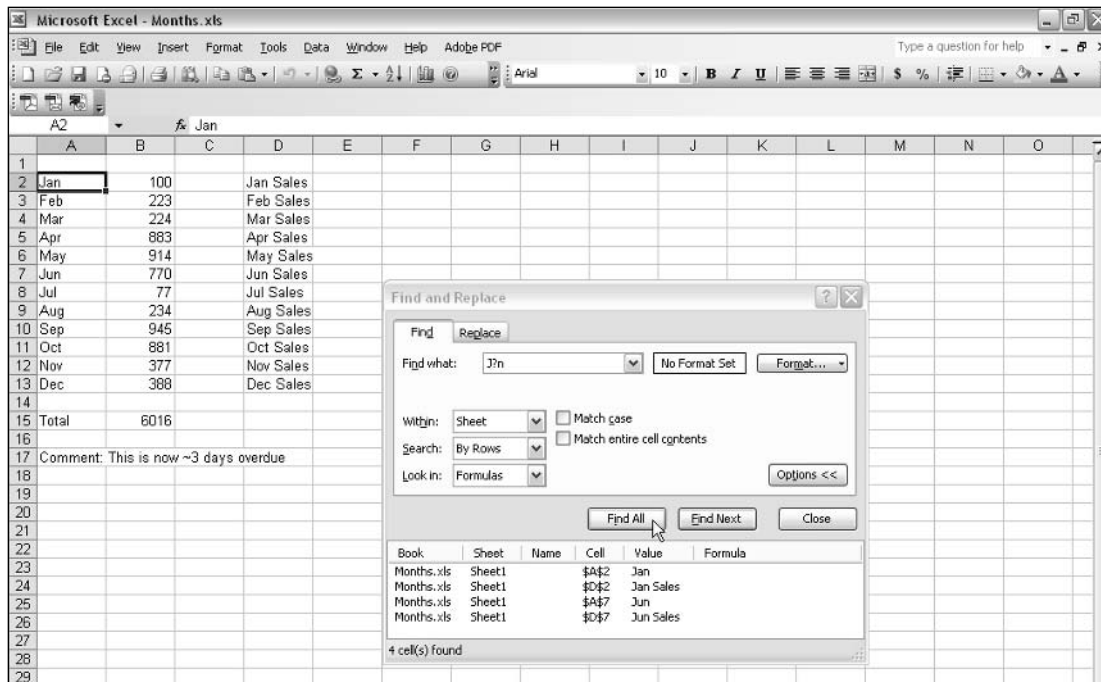 Microsoft Excel - Months.xls
File Edit View Insert Format Tools Data Window Help Adobe PDF Type a question for help
Arial 10 B I U $ %
A2 fx Jan
A B C D E F G H I J K L M N O
1
2 Jan 100 Jan Sales
3 Feb 223 Feb Sales
4 Mar 224 Mar Sales
5 Apr 883 Apr Sales
6 May 914 May Sales
7 Jun 770 Jun Sales
8 Jul 77 Jul Sales
9 Aug 234 Aug Sales
10 Sep 945 Sep Sales
11 Oct 881 Oct Sales
12 Nov 377 Nov Sales
13 Dec 388 Dec Sales
14
15 Total 6016
16
17 Comment: This is now ~3 days overdue
18
19
20
21
22
23
24
25
26
27
28
29
Find and Replace
Find Replace
Find what: J?n No Format Set Format...
Within: Sheet Match case
Match entire cell contents
Search: By Rows
Look in: Formulas Options <<
Find All Find Next Close
Book Sheet Name Cell Value Formula
Months.xls Sheet1 $A$2 Jan
Months.xls Sheet1 $D$2 Jan Sales
Months.xls Sheet1 $A$7 Jun
Months.xls Sheet1 $D$7 Jun Sales
4 cell(s) found